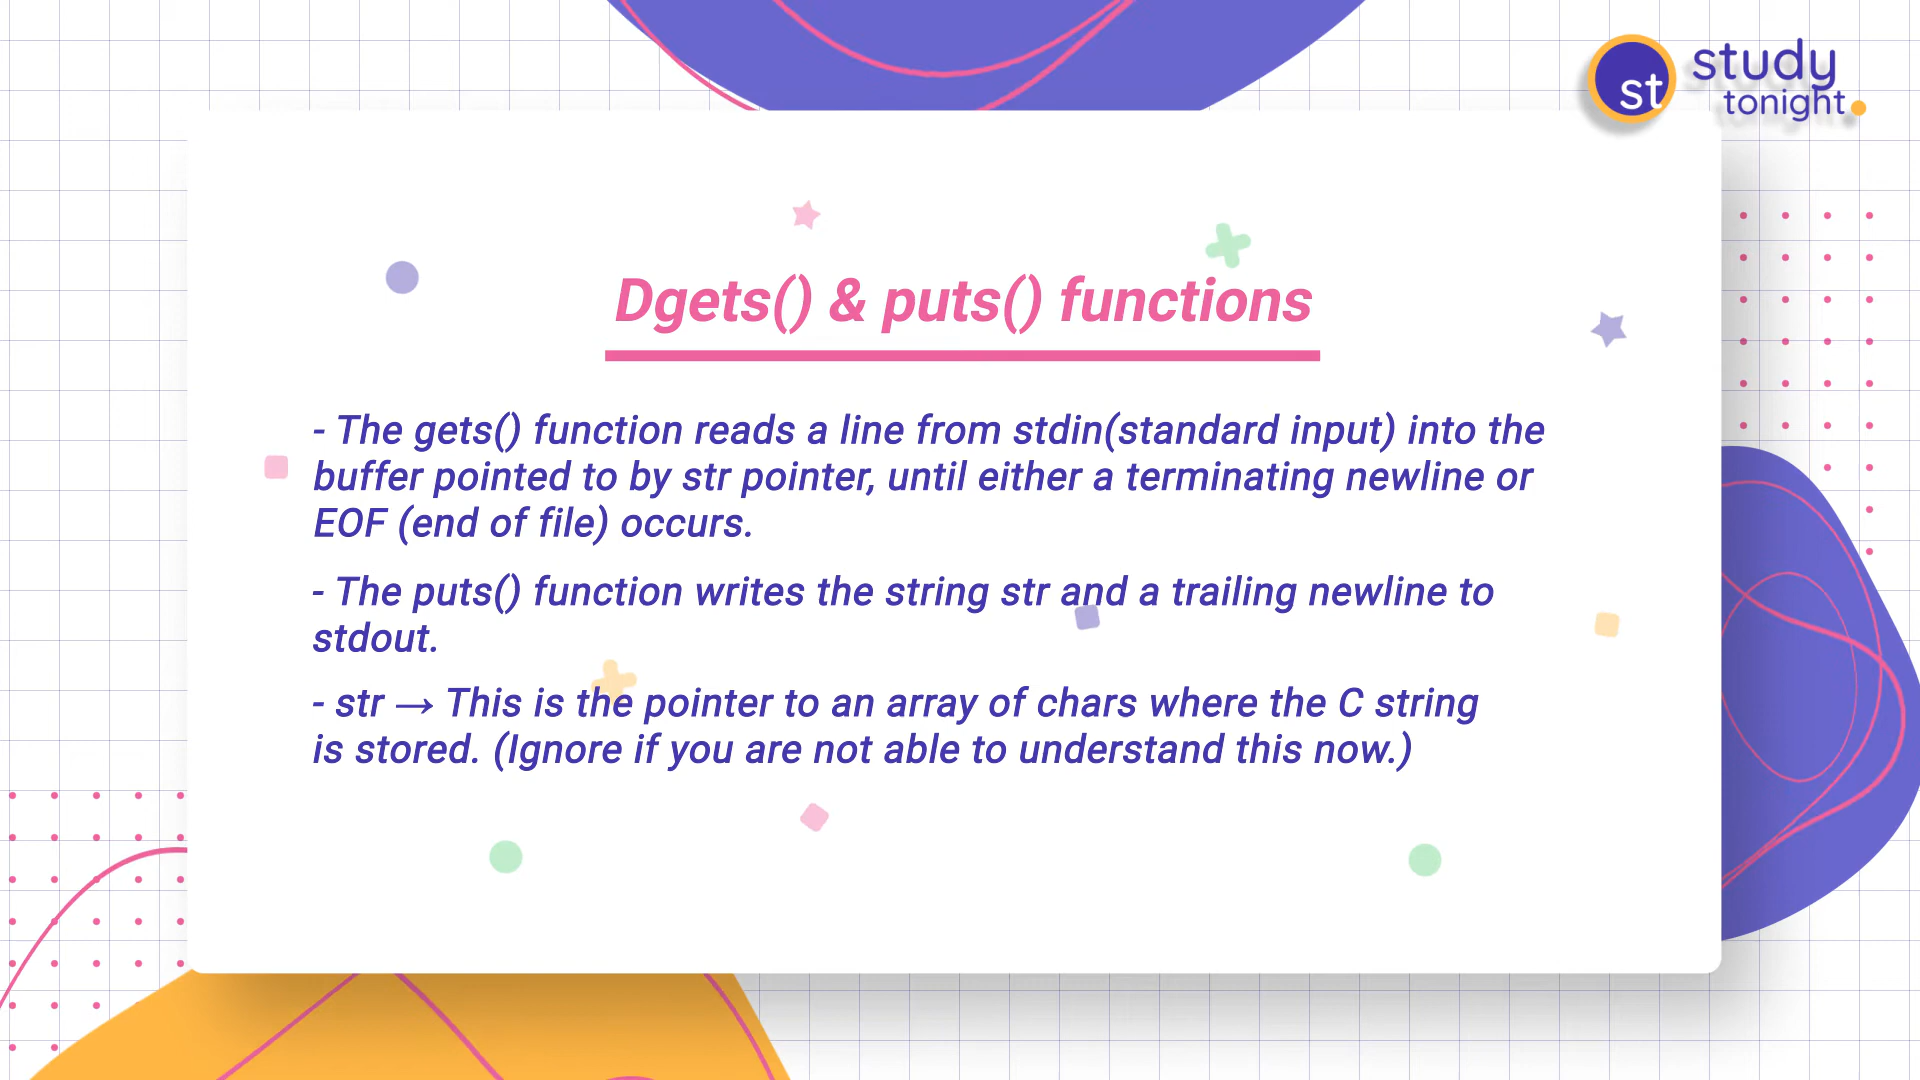 st study
tonight.
Dgets() & puts() functions
- The gets() function reads a line from stdin(standard input) into the
buffer pointed to by str pointer, until either a terminating newline or
EOF (end of file) occurs.
- The puts() function writes the string str and a trailing newline to
stdout.
- str → This is the pointer to an array of chars where the C string
is stored. (Ignore if you are not able to understand this now.)